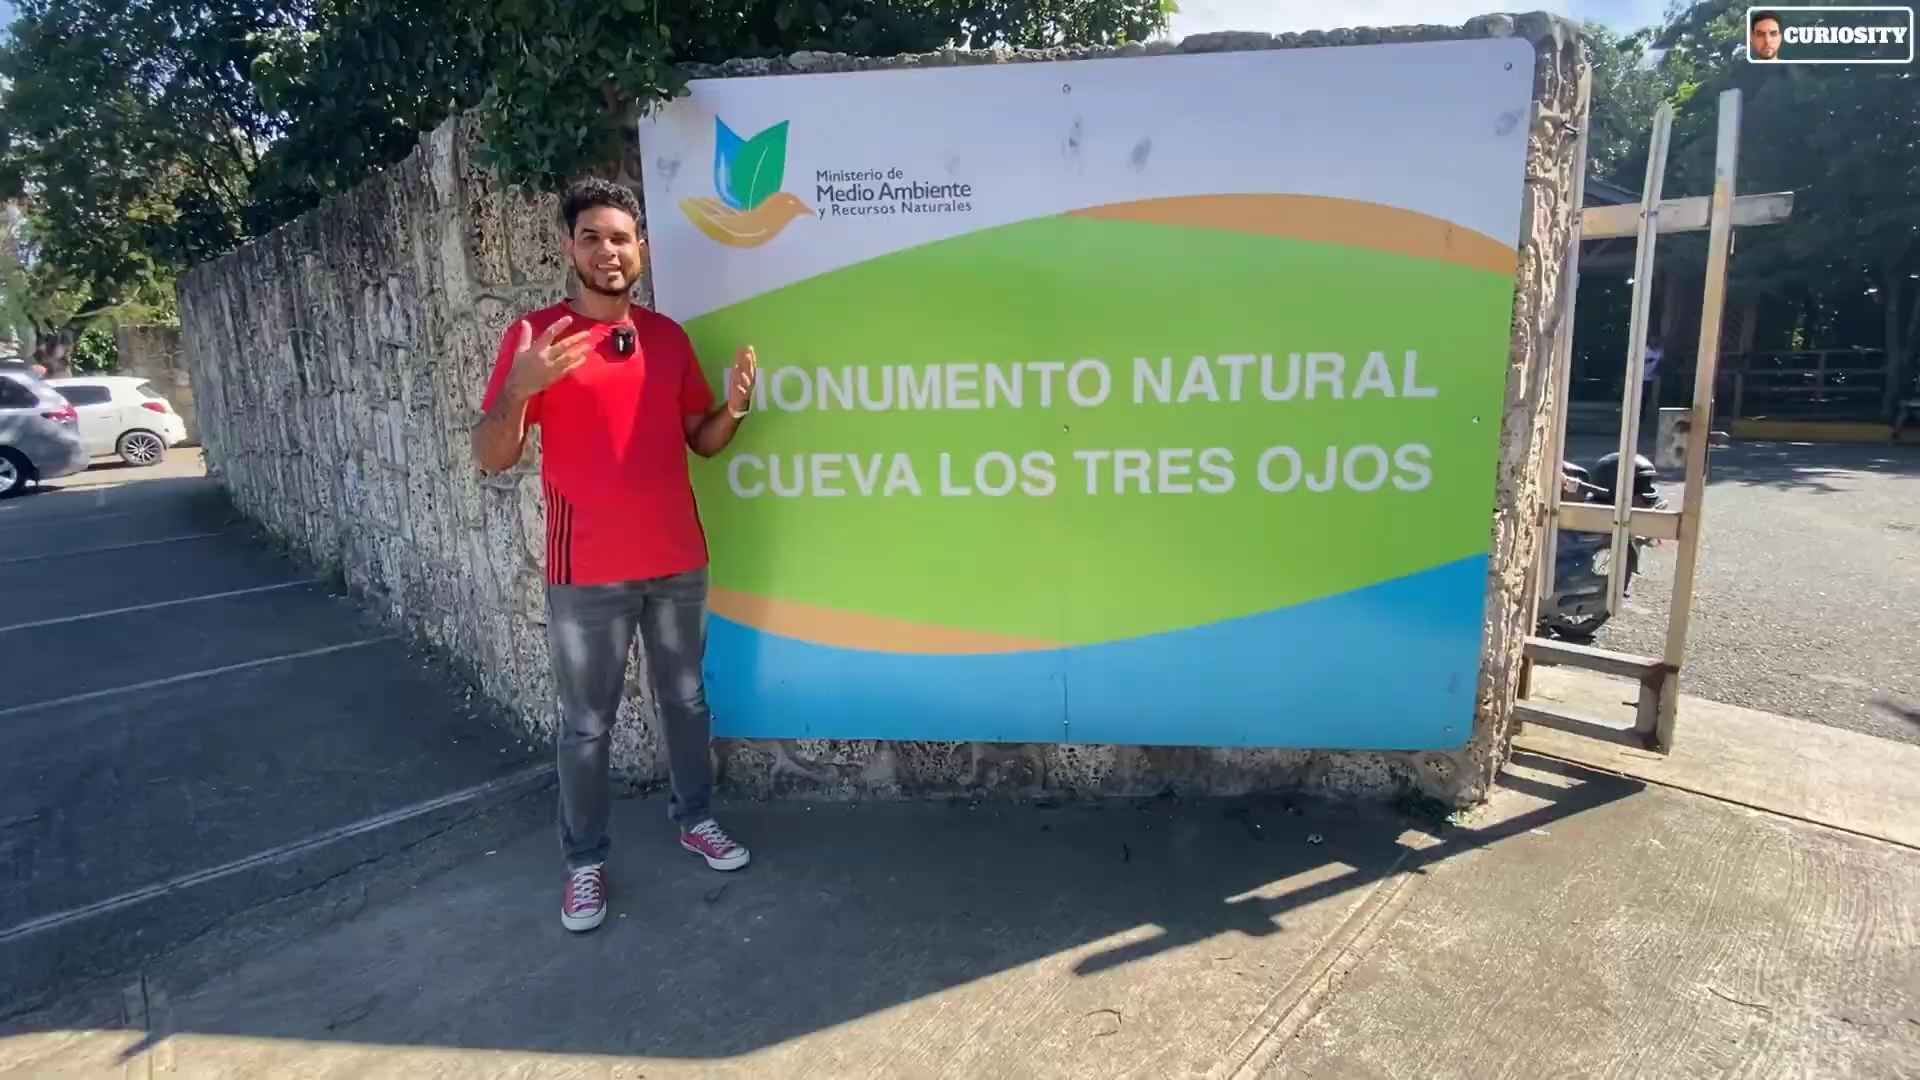 CURIOSITY
Ministerio de
Medio Ambiente
y Recursos Naturales
MONUMENTO NATURAL
CUEVA LOS TRES OJOS